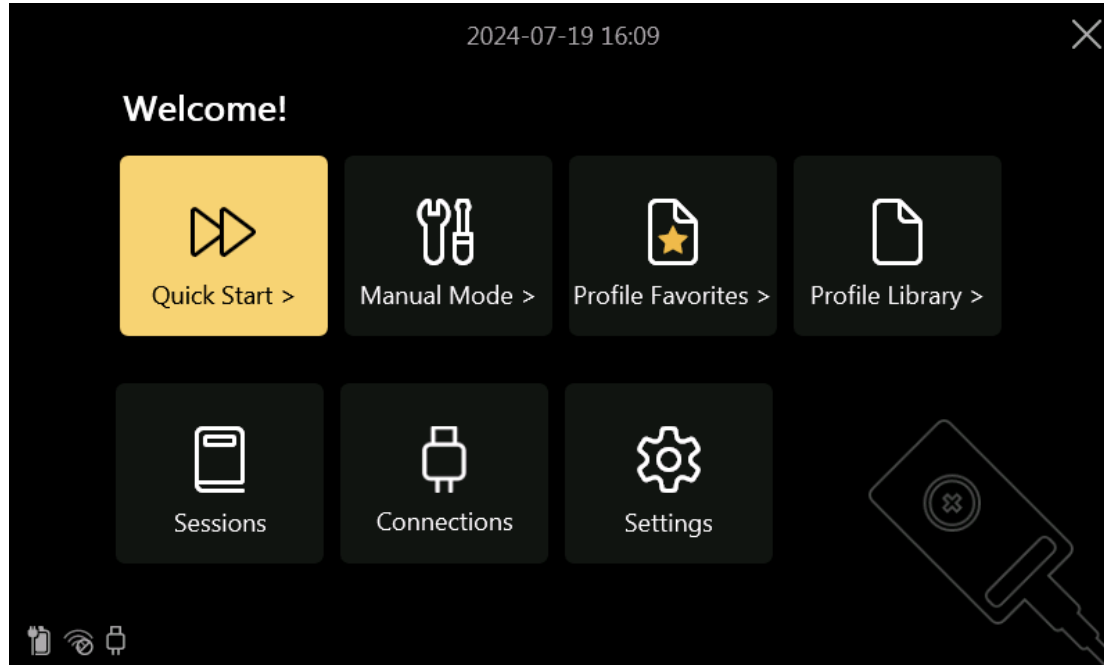 2024-07-19 16:09
Welcome!
Quick Start >
Manual Mode >
Profile Favorites >
Profile Library >
Sessions
Connections
Settings